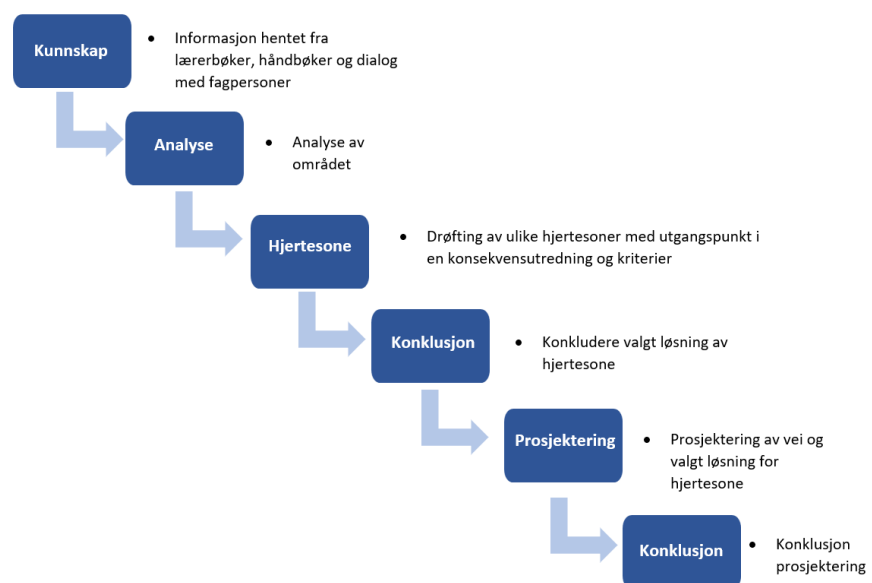 Kunnskap
• Informasjon hentet fra
lærerbøker, håndbøker og dialog
med fagpersoner
Analyse
• Analyse av
området
Hjertesone
• Drøfting av ulike hjertesoner med utgangspunkt i
en konsekvensutredning og kriterier
Konklusjon
• Konkludere valgt løsning av
hjertesone
Prosjektering
• Prosjektering av vei og
valgt løsning for
hjertesone
Konklusjon
• Konklusjon
prosjektering